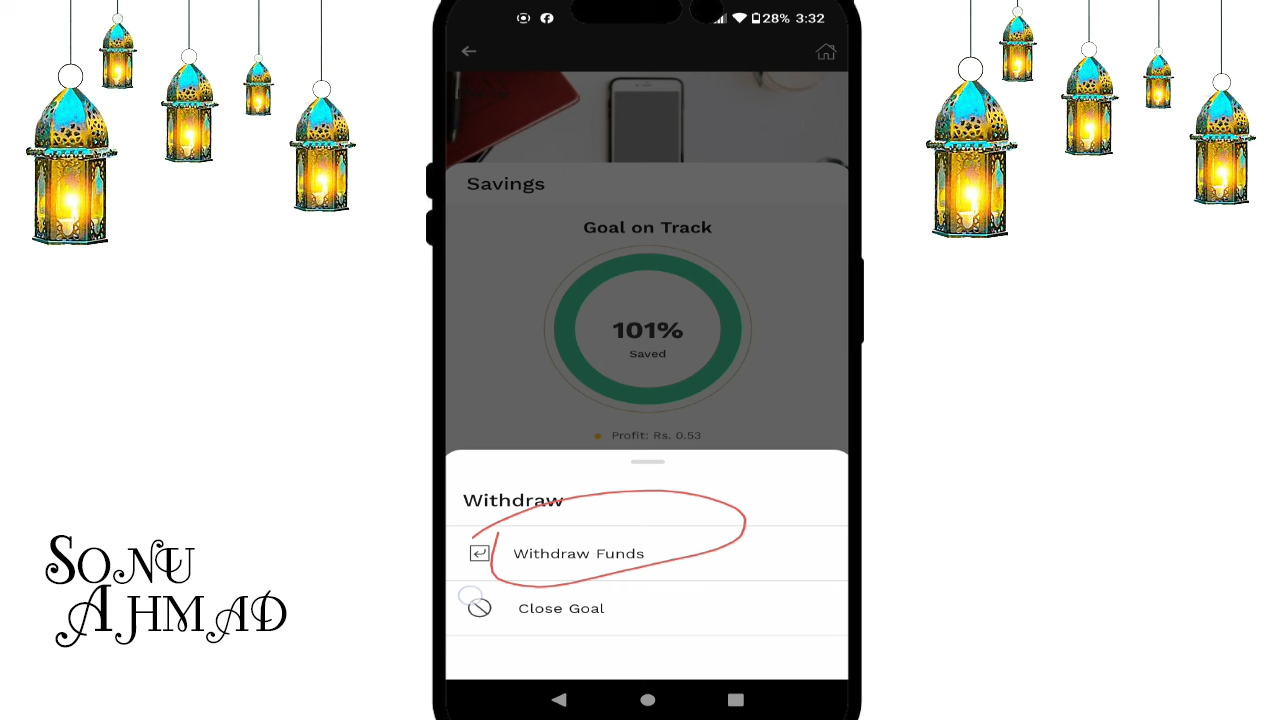 28% 3:32
Savings
Goal on Track
101%
Saved
Profit: Rs. 0.53
Withdraw
Withdraw Funds
Close Goal
SONU
AHMAD